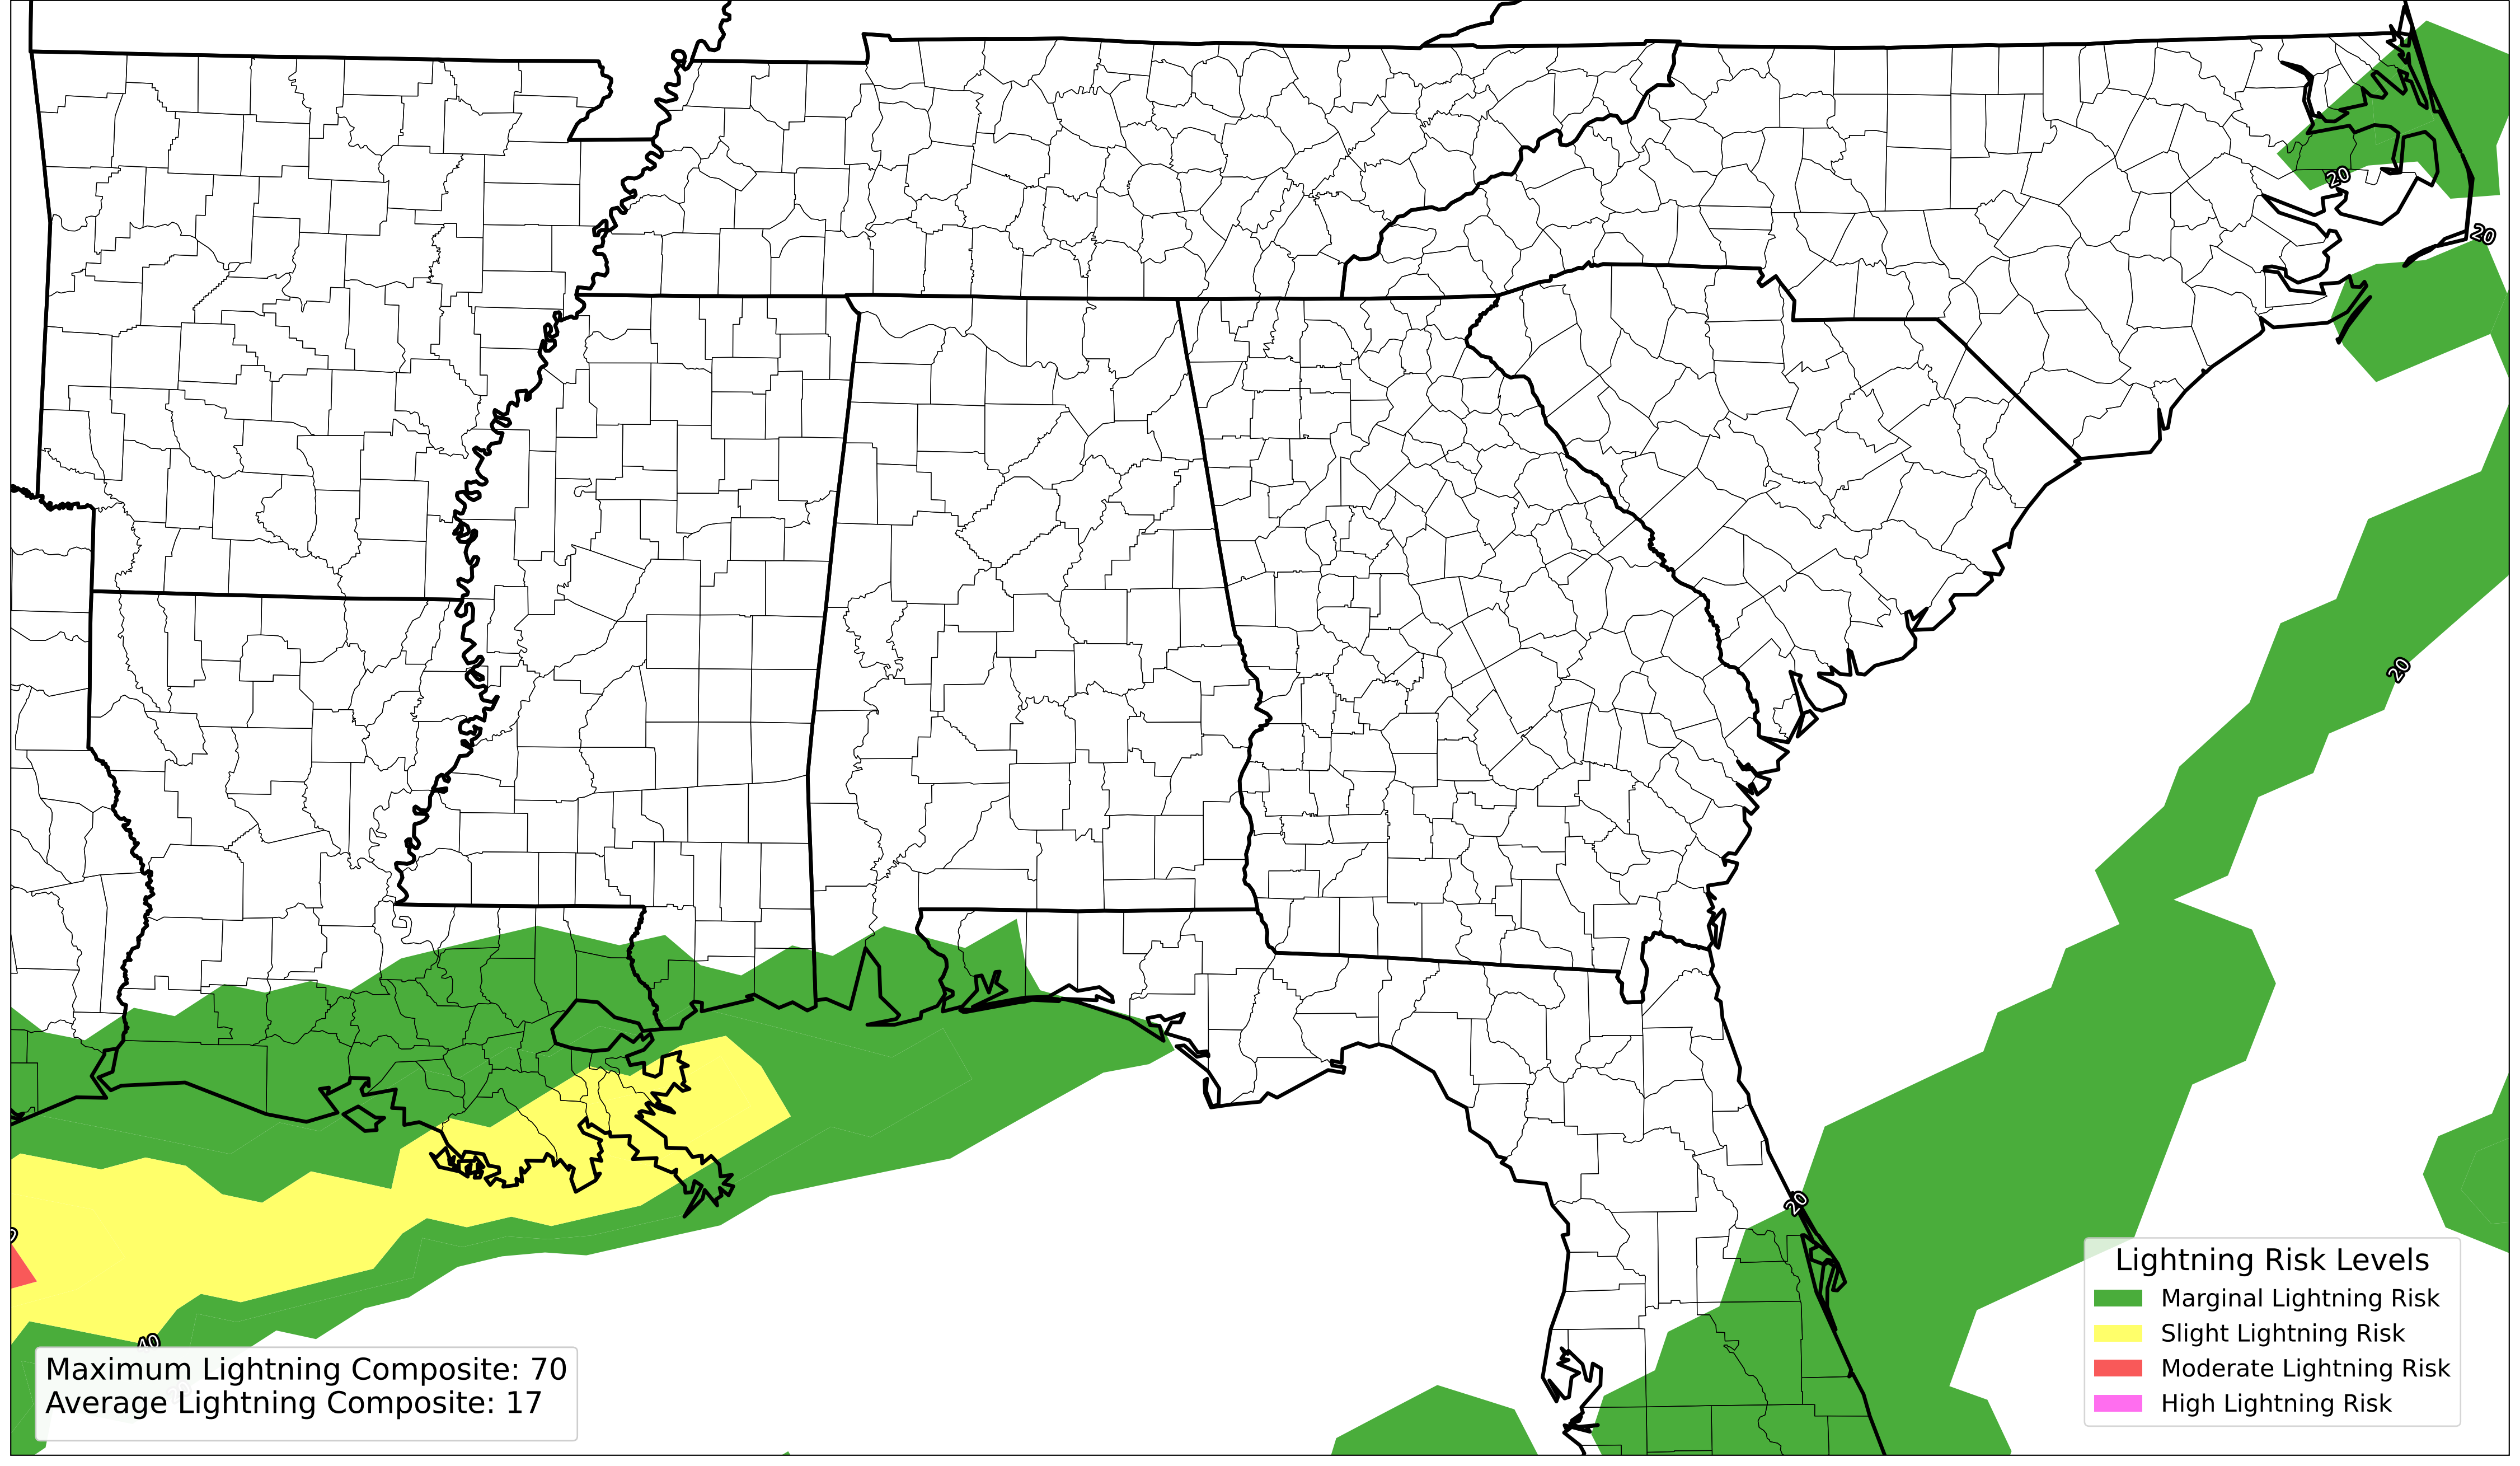 20
20
20
20
40
Maximum Lightning Composite: 70
Average Lightning Composite: 17
Lightning Risk Levels
Marginal Lightning Risk
Slight Lightning Risk
Moderate Lightning Risk
High Lightning Risk